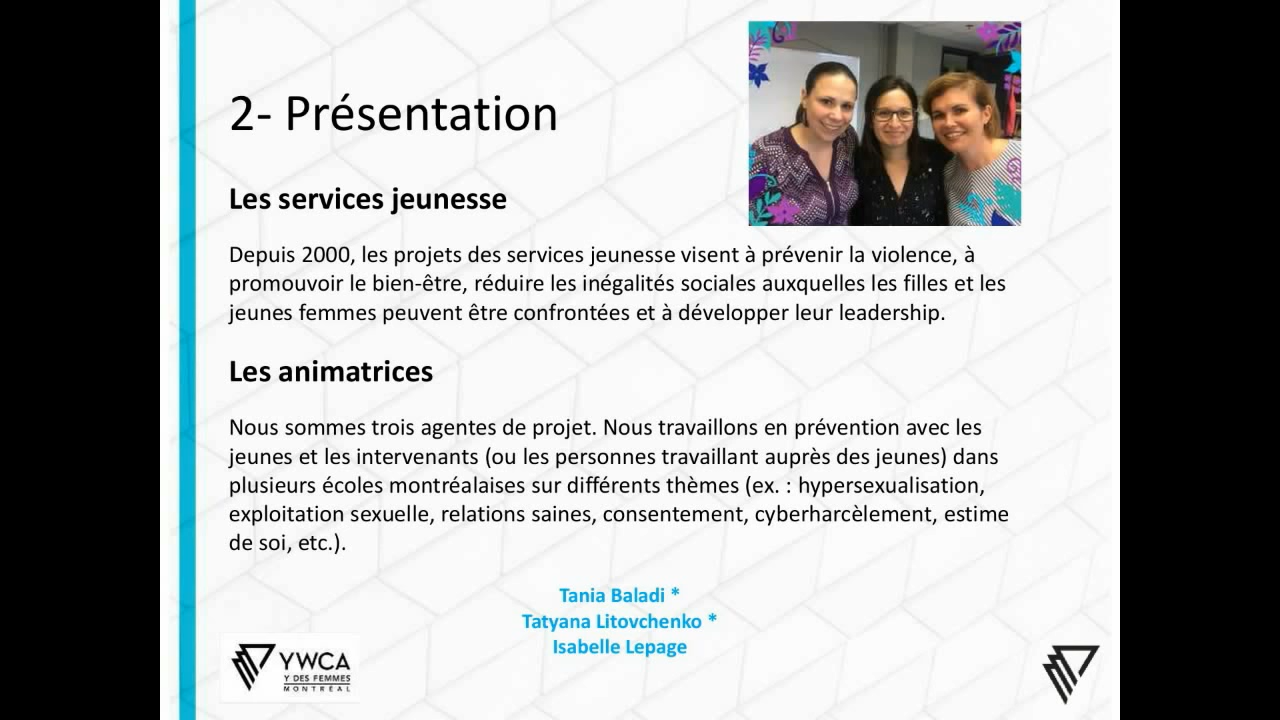 2- Présentation
Les services jeunesse
Depuis 2000, les projets des services jeunesse visent à prévenir la violence, à
promouvoir le bien-être, réduire les inégalités sociales auxquelles les filles et les
jeunes femmes peuvent être confrontées et à développer leur leadership.
Les animatrices
Nous sommes trois agentes de projet. Nous travaillons en prévention avec les
jeunes et les intervenants (ou les personnes travaillant auprès des jeunes) dans
plusieurs écoles montréalaises sur différents thèmes (ex. : hypersexualisation,
exploitation sexuelle, relations saines, consentement, cyberharcèlement, estime
de soi, etc.).
Tania Baladi *
Tatyana Litovchenko *
Isabelle Lepage
YWCA
Y DES FEMMES
MONTRÉAL